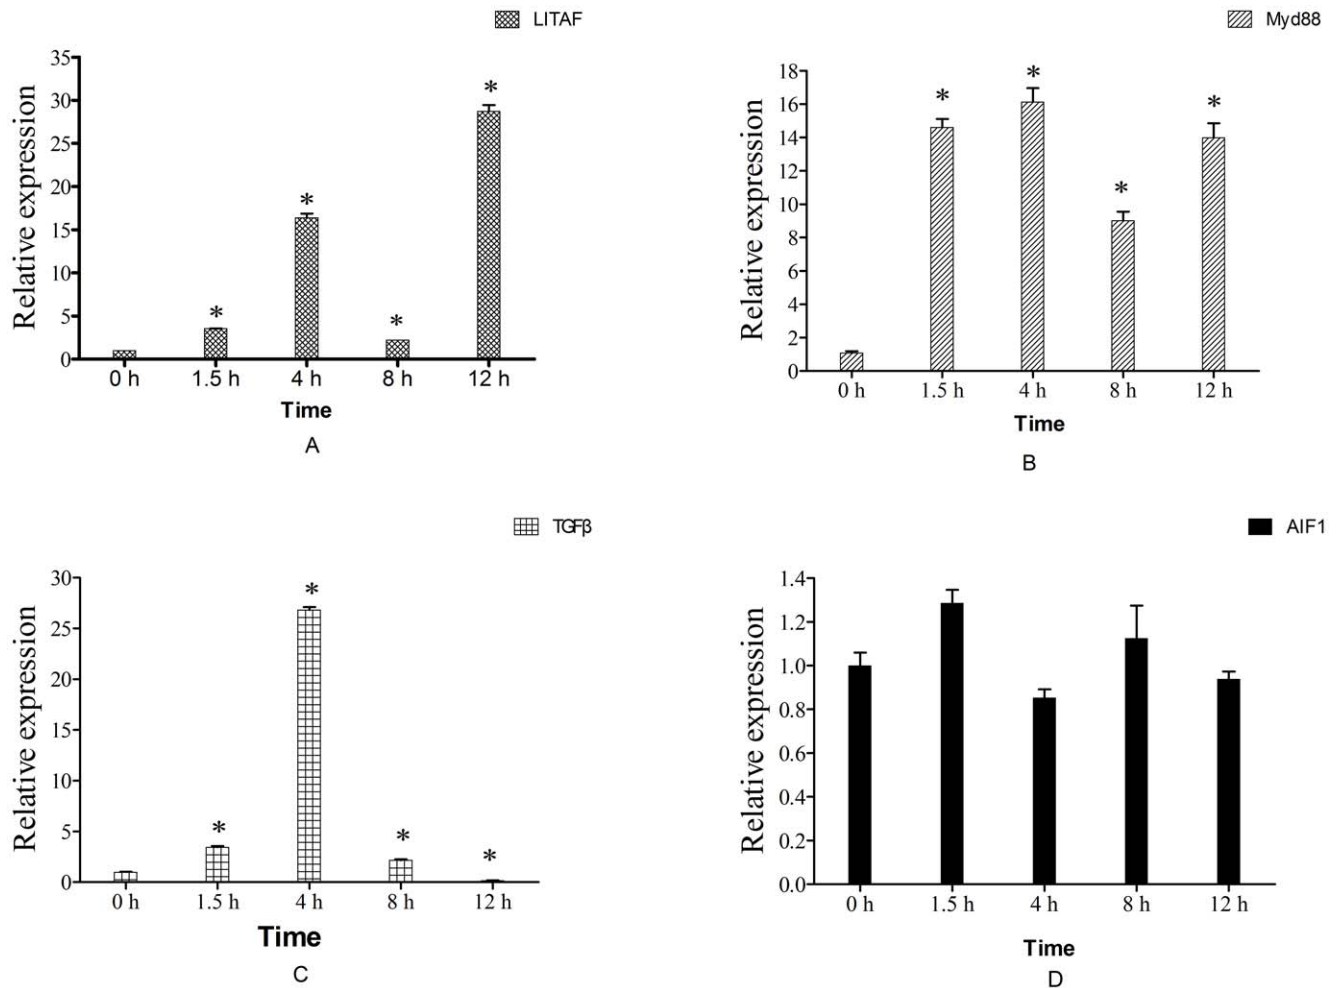 LITAF
35
30
25
20
15
10
5
0
Relative expression
* * * *
0 h 1.5 h 4 h 8 h 12 h
Time
A
Myd88
18
16
14
12
10
8
6
4
2
0
Relative expression
* * * *
0 h 1.5 h 4 h 8 h 12 h
Time
B
TGFβ
30
25
20
15
10
5
0
Relative expression
* * * *
0 h 1.5 h 4 h 8 h 12 h
Time
C
AIF1
1.4
1.2
1.0
0.8
0.6
0.4
0.2
0.0
Relative expression
0 h 1.5 h 4 h 8 h 12 h
Time
D